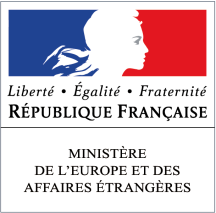 Liberté • Égalité • Fraternité
RÉPUBLIQUE FRANÇAISE
MINISTÈRE
DE L'EUROPE ET DES
AFFAIRES ÉTRANGÈRES